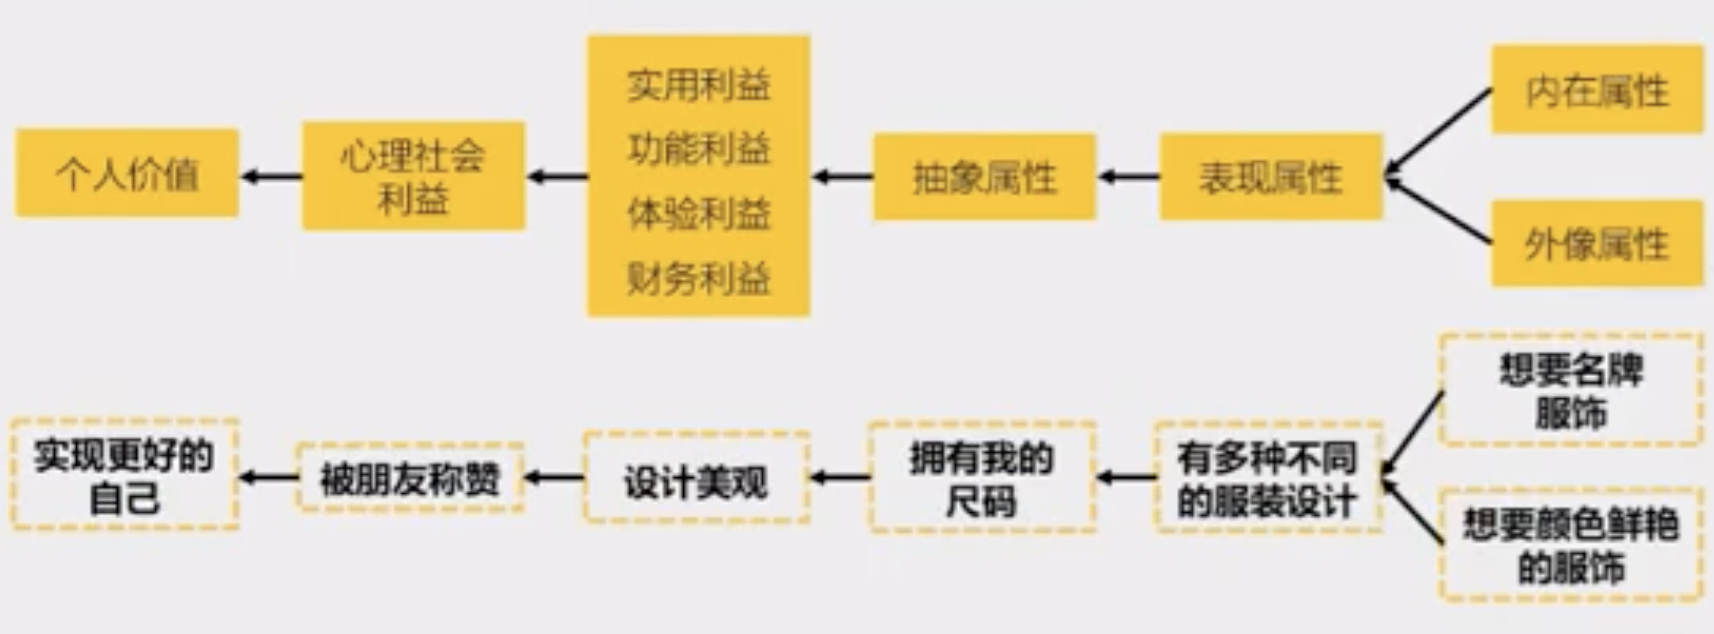 个人价值
心理社会
利益
实用利益
功能利益
体验利益
财务利益
抽象属性
表现属性
内在属性
外像属性
实现更好的
自己
被朋友称赞
设计美观
拥有我的
尺码
有多种不同
的服装设计
想要名牌
服饰
想要颜色鲜艳
的服饰